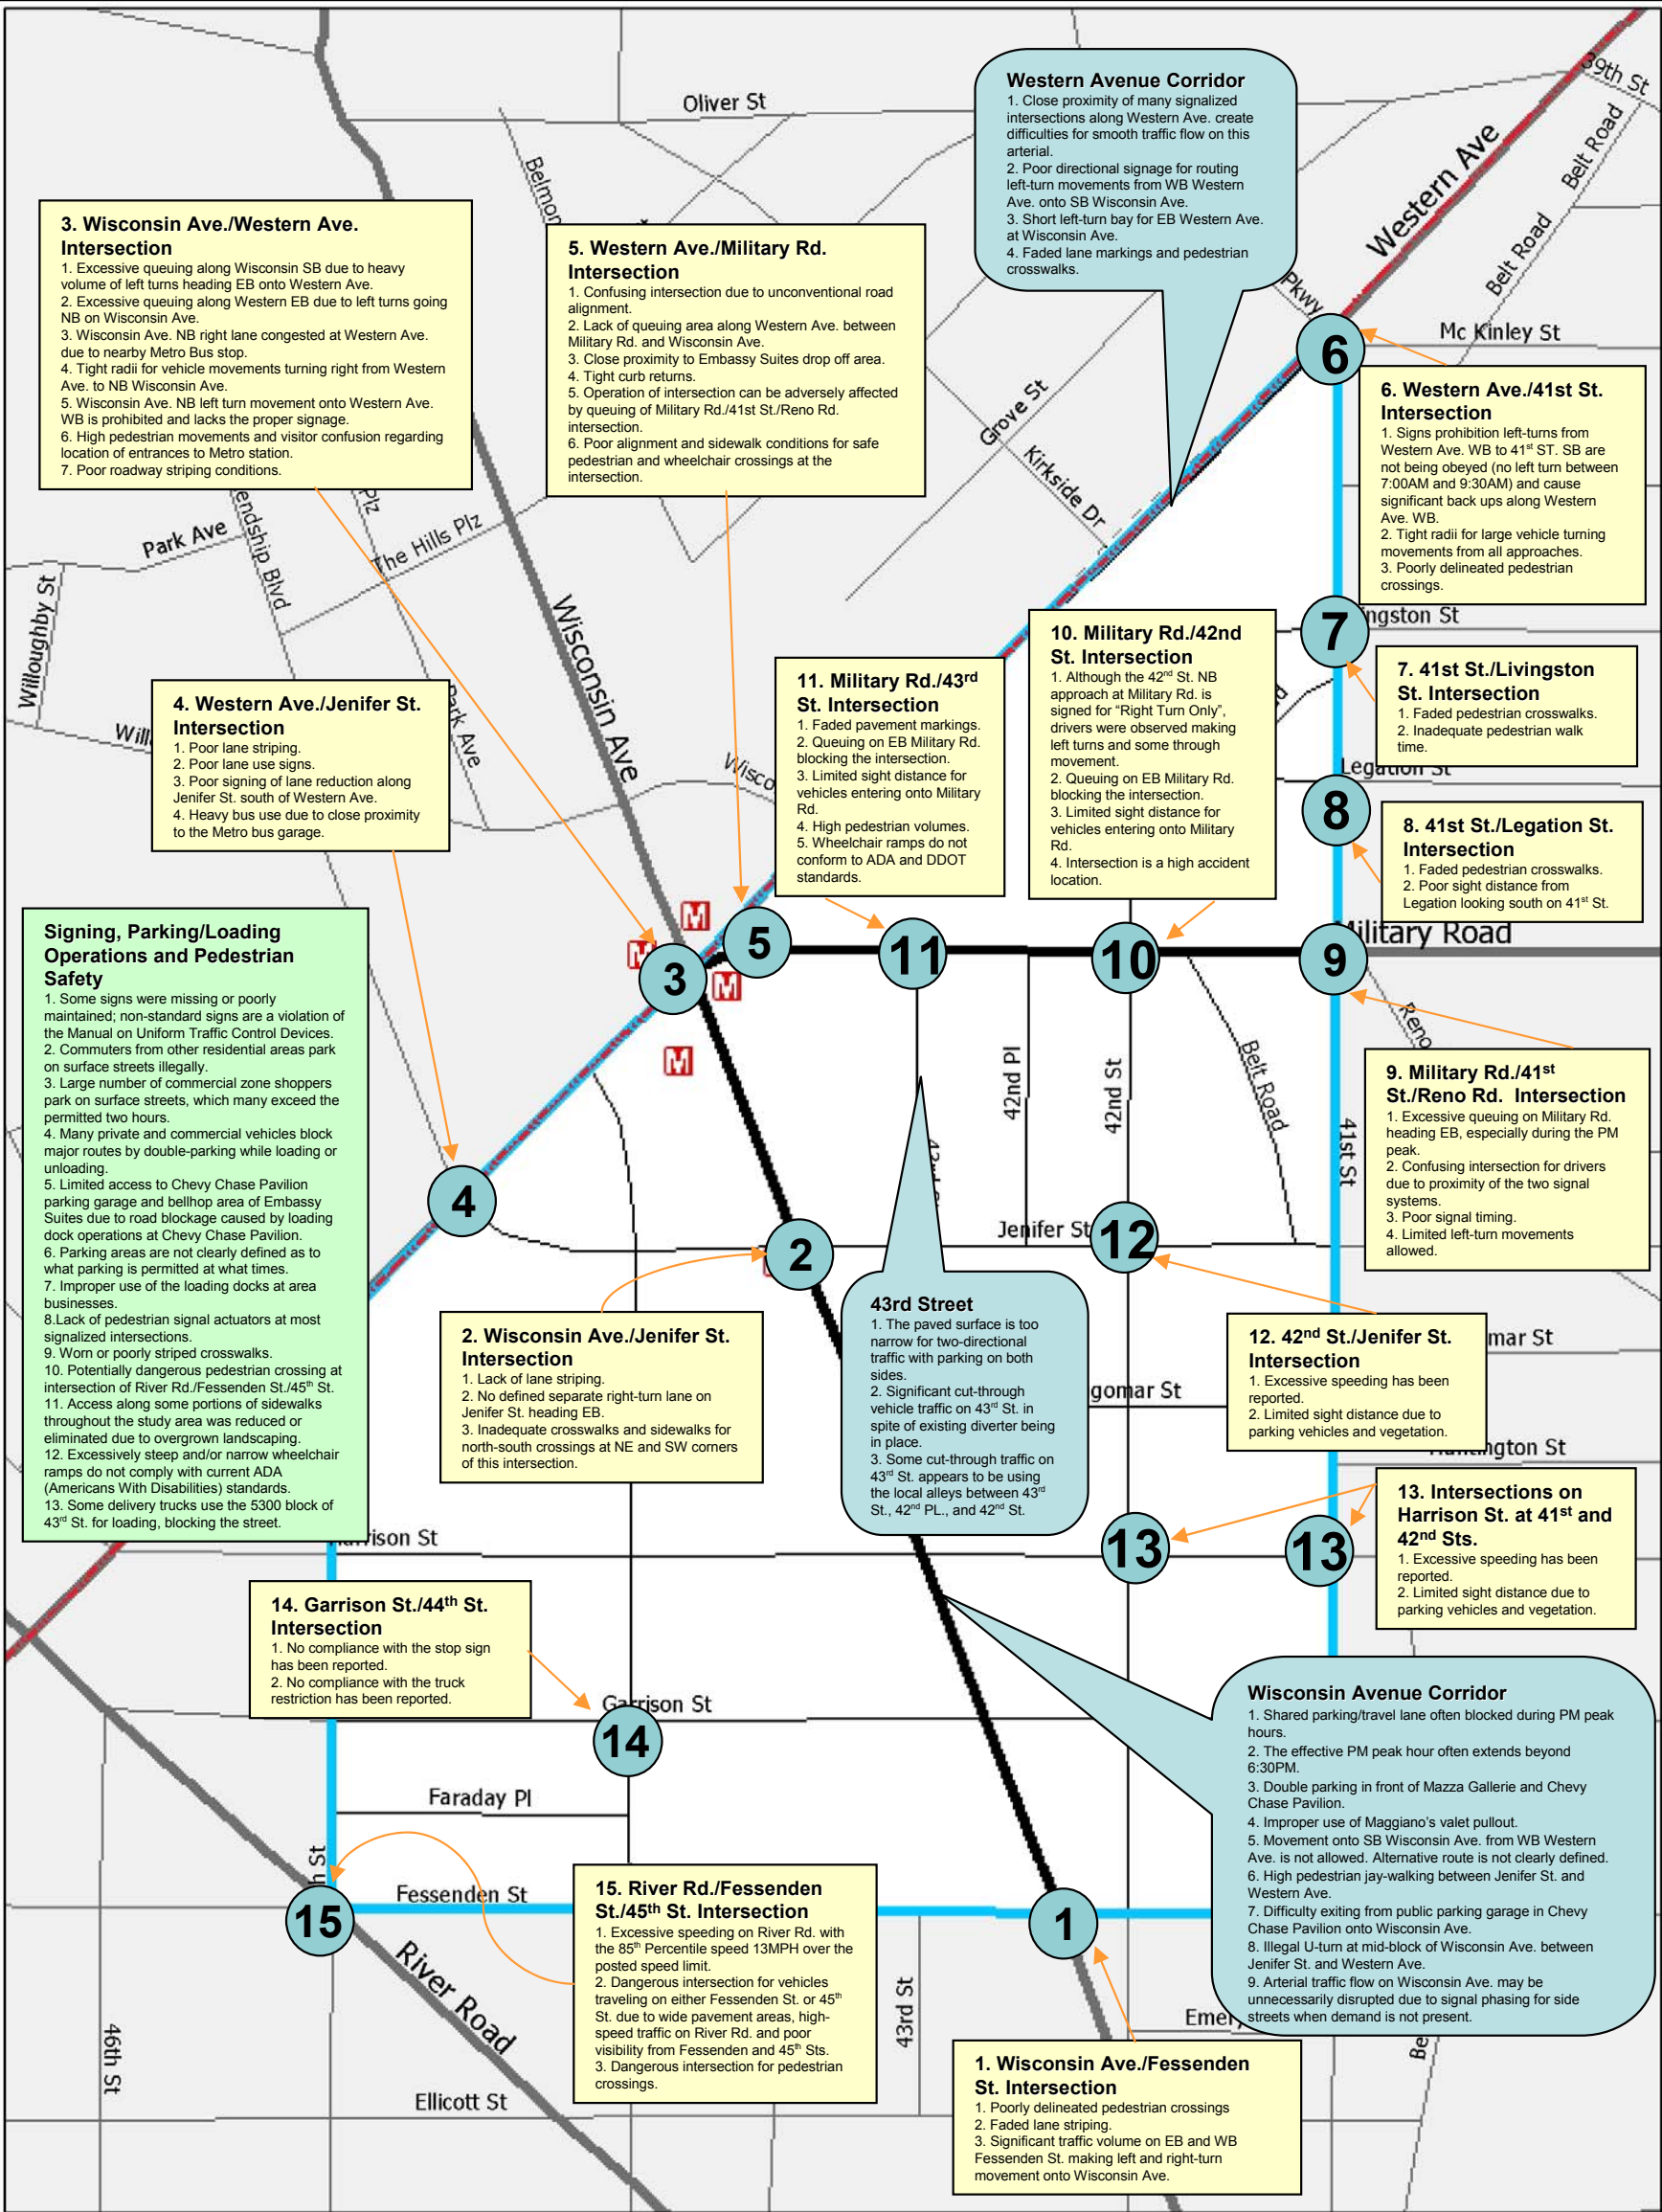 Oliver St
39th St
Belt Road
Western Ave
Belt Road
Pkwy
Mc Kinley St
Western Avenue Corridor
1. Close proximity of many signalized
intersections along Western Ave. create
difficulties for smooth traffic flow on this
arterial.
2. Poor directional signage for routing
left-turn movements from WB Western
Ave. onto SB Wisconsin Ave.
3. Short left-turn bay for EB Western Ave.
at Wisconsin Ave.
4. Faded lane markings and pedestrian
crosswalks.
Belmon
3. Wisconsin Ave./Western Ave.
Intersection
1. Excessive queuing along Wisconsin SB due to heavy
volume of left turns heading EB onto Western Ave.
2. Excessive queuing along Western EB due to left turns going
NB on Wisconsin Ave.
3. Wisconsin Ave. NB right lane congested at Western Ave.
due to nearby Metro Bus stop.
4. Tight radii for vehicle movements turning right from Western
Ave. to NB Wisconsin Ave.
5. Wisconsin Ave. NB left turn movement onto Western Ave.
WB is prohibited and lacks the proper signage.
6. High pedestrian movements and visitor confusion regarding
location of entrances to Metro station.
7. Poor roadway striping conditions.
5. Western Ave./Military Rd.
Intersection
1. Confusing intersection due to unconventional road
alignment.
2. Lack of queuing area along Western Ave. between
Military Rd. and Wisconsin Ave.
3. Close proximity to Embassy Suites drop off area.
4. Tight curb returns.
5. Operation of intersection can be adversely affected
by queuing of Military Rd./41st St./Reno Rd.
intersection.
6. Poor alignment and sidewalk conditions for safe
pedestrian and wheelchair crossings at the
intersection.
6
6. Western Ave./41st St.
Intersection
1. Signs prohibition left-turns from
Western Ave. WB to 41st ST. SB are
not being obeyed (no left turn between
7:00AM and 9:30AM) and cause
significant back ups along Western
Ave. WB.
2. Tight radii for large vehicle turning
movements from all approaches.
3. Poorly delineated pedestrian
crossings.
Grove St
Kirkside Dr
Park Ave
endship Blvd
Plz
The Hills Plz
Willoughby St
Will
Park Ave
Wisconsin Ave
Wisco
7
ingston St
7. 41st St./Livingston
St. Intersection
1. Faded pedestrian crosswalks.
2. Inadequate pedestrian walk
time.
d
10. Military Rd./42nd
St. Intersection
1. Although the 42nd St. NB
approach at Military Rd. is
signed for “Right Turn Only”,
drivers were observed making
left turns and some through
movement.
2. Queuing on EB Military Rd.
blocking the intersection.
3. Limited sight distance for
vehicles entering onto Military
Rd.
4. Intersection is a high accident
location.
11. Military Rd./43rd
St. Intersection
1. Faded pavement markings.
2. Queuing on EB Military Rd.
blocking the intersection.
3. Limited sight distance for
vehicles entering onto Military
Rd.
4. High pedestrian volumes.
5. Wheelchair ramps do not
conform to ADA and DDOT
standards.
4. Western Ave./Jenifer St.
Intersection
1. Poor lane striping.
2. Poor lane use signs.
3. Poor signing of lane reduction along
Jenifer St. south of Western Ave.
4. Heavy bus use due to close proximity
to the Metro bus garage.
Legation St
8
8. 41st St./Legation St.
Intersection
1. Faded pedestrian crosswalks.
2. Poor sight distance from
Legation looking south on 41st St.
Military Road
M
M
M
M
3
5
11
10
9
Reno
Signing, Parking/Loading
Operations and Pedestrian
Safety
1. Some signs were missing or poorly
maintained; non-standard signs are a violation of
the Manual on Uniform Traffic Control Devices.
2. Commuters from other residential areas park
on surface streets illegally.
3. Large number of commercial zone shoppers
park on surface streets, which many exceed the
permitted two hours.
4. Many private and commercial vehicles block
major routes by double-parking while loading or
unloading.
5. Limited access to Chevy Chase Pavilion
parking garage and bellhop area of Embassy
Suites due to road blockage caused by loading
dock operations at Chevy Chase Pavilion.
6. Parking areas are not clearly defined as to
what parking is permitted at what times.
7. Improper use of the loading docks at area
businesses.
8.Lack of pedestrian signal actuators at most
signalized intersections.
9. Worn or poorly striped crosswalks.
10. Potentially dangerous pedestrian crossing at
intersection of River Rd./Fessenden St./45th St.
11. Access along some portions of sidewalks
throughout the study area was reduced or
eliminated due to overgrown landscaping.
12. Excessively steep and/or narrow wheelchair
ramps do not comply with current ADA
(Americans With Disabilities) standards.
13. Some delivery trucks use the 5300 block of
43rd St. for loading, blocking the street.
42nd Pl
42nd St
Belt Road
41st St
9. Military Rd./41st
St./Reno Rd. Intersection
1. Excessive queuing on Military Rd.
heading EB, especially during the PM
peak.
2. Confusing intersection for drivers
due to proximity of the two signal
systems.
3. Poor signal timing.
4. Limited left-turn movements
allowed.
4
2
Jenifer St
12
2. Wisconsin Ave./Jenifer St.
Intersection
1. Lack of lane striping.
2. No defined separate right-turn lane on
Jenifer St. heading EB.
3. Inadequate crosswalks and sidewalks for
north-south crossings at NE and SW corners
of this intersection.
43rd Street
1. The paved surface is too
narrow for two-directional
traffic with parking on both
sides.
2. Significant cut-through
vehicle traffic on 43rd St. in
spite of existing diverter being
in place.
3. Some cut-through traffic on
43rd St. appears to be using
the local alleys between 43rd
St., 42nd PL., and 42nd St.
12. 42nd St./Jenifer St.
Intersection
1. Excessive speeding has been
reported.
2. Limited sight distance due to
parking vehicles and vegetation.
mar St
gomar St
Huntington St
13. Intersections on
Harrison St. at 41st and
42nd Sts.
1. Excessive speeding has been
reported.
2. Limited sight distance due to
parking vehicles and vegetation.
Harrison St
13
13
14. Garrison St./44th St.
Intersection
1. No compliance with the stop sign
has been reported.
2. No compliance with the truck
restriction has been reported.
Garrison St
14
Wisconsin Avenue Corridor
1. Shared parking/travel lane often blocked during PM peak
hours.
2. The effective PM peak hour often extends beyond
6:30PM.
3. Double parking in front of Mazza Gallerie and Chevy
Chase Pavilion.
4. Improper use of Maggiano’s valet pullout.
5. Movement onto SB Wisconsin Ave. from WB Western
Ave. is not allowed. Alternative route is not clearly defined.
6. High pedestrian jay-walking between Jenifer St. and
Western Ave.
7. Difficulty exiting from public parking garage in Chevy
Chase Pavilion onto Wisconsin Ave.
8. Illegal U-turn at mid-block of Wisconsin Ave. between
Jenifer St. and Western Ave.
9. Arterial traffic flow on Wisconsin Ave. may be
unnecessarily disrupted due to signal phasing for side
streets when demand is not present.
Faraday Pl
h St
15
Fessenden St
15. River Rd./Fessenden
St./45th St. Intersection
1. Excessive speeding on River Rd. with
the 85th Percentile speed 13MPH over the
posted speed limit.
2. Dangerous intersection for vehicles
traveling on either Fessenden St. or 45th
St. due to wide pavement areas, high-
speed traffic on River Rd. and poor
visibility from Fessenden and 45th Sts.
3. Dangerous intersection for pedestrian
crossings.
1
River Road
46th St
43rd St
Emer
Be
Ellicott St
1. Wisconsin Ave./Fessenden
St. Intersection
1. Poorly delineated pedestrian crossings
2. Faded lane striping.
3. Significant traffic volume on EB and WB
Fessenden St. making left and right-turn
movement onto Wisconsin Ave.